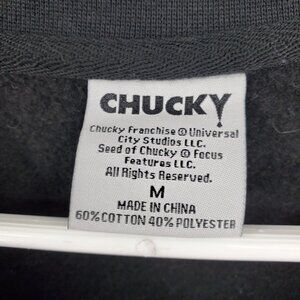 CHUCKY
Chucky Franchise © Universal
City Studios LLC.
Seed of Chucky © Focus
Features LLC.
All Rights Reserved.
M
MADE IN CHINA
60% COTTON 40% POLYESTER